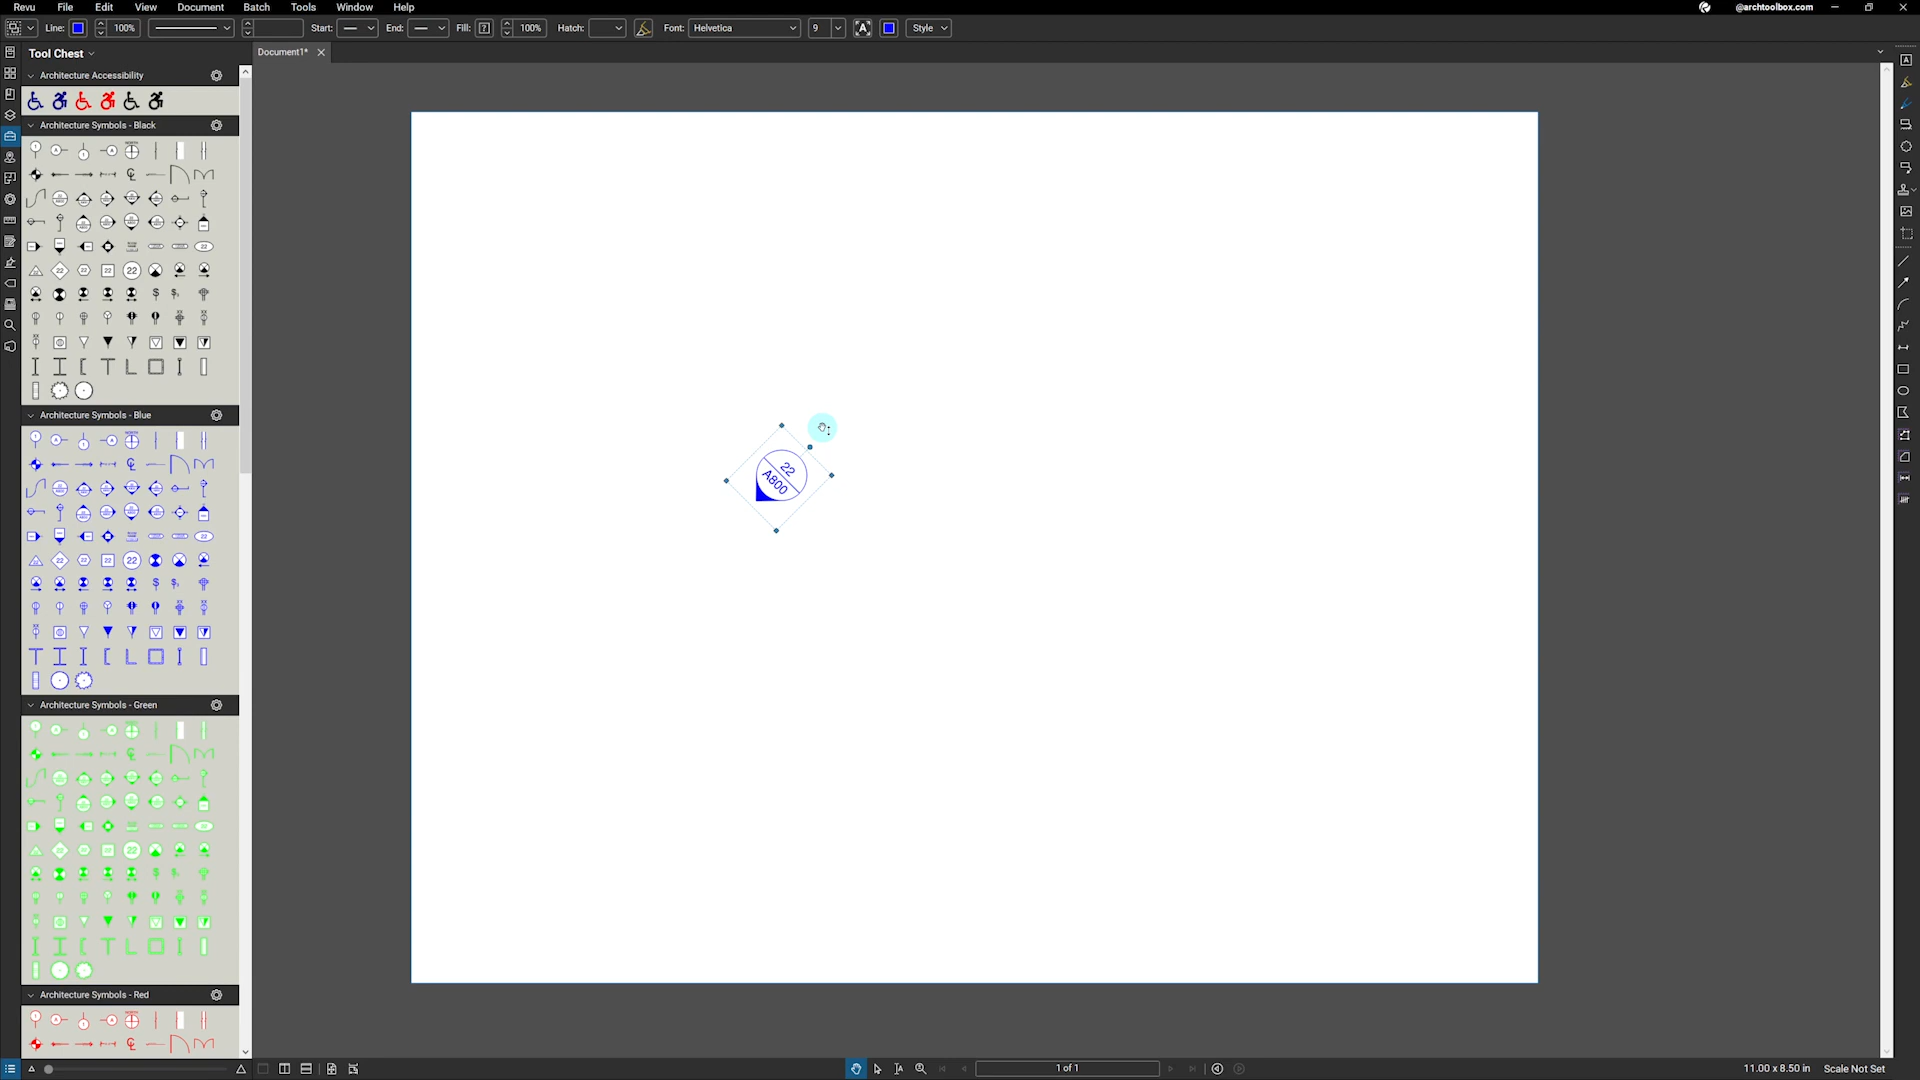 Revu File Edit View Document Batch Tools Window Help @archtoolbox.com
Line: 100% Start: End: Fill: ? 100% Hatch: Font: Helvetica 9 A Style
Tool Chest
Document1*
Architecture Accessibility
Architecture Symbols - Black
Architecture Symbols - Blue
Architecture Symbols - Green
Architecture Symbols - Red
22
A800
1 of 1
11.00 x 8.50 in Scale Not Set